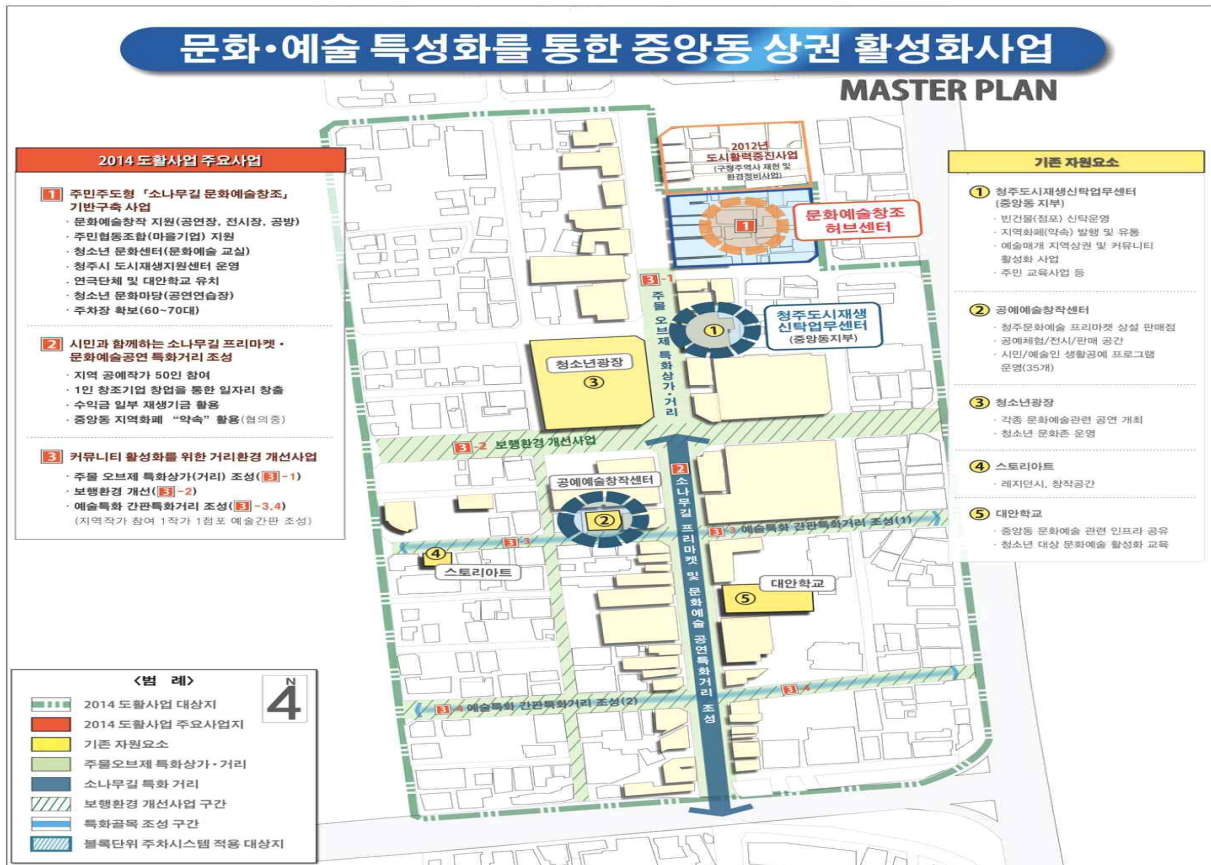 문화•예술 특성화를 통한 중앙동 상권 활성화사업
MASTER PLAN
2014 도활사업 주요사업
1 주민주도형 「소나무길 문화예술창조」
기반구축 사업
· 문화예술창작 지원(공연장, 전시장, 공방)
· 주민협동조합(마을기업) 지원
· 청소년 문화센터(문화예술 교실)
· 청주시 도시재생지원센터 운영
· 연극단체 및 대안학교 유치
· 청소년 문화마당(공연연습장)
· 주차장 확보(60~70대)
2 시민과 함께하는 소나무길 프리마켓·
문화예술공연 특화거리 조성
· 지역 공예작가 50인 참여
· 1인 창조기업 창업을 통한 일자리 창출
· 수익금 일부 재생기금 활용
· 중앙동 지역화폐 “약속” 활용(협의중)
3 커뮤니티 활성화를 위한 거리환경 개선사업
· 주물 오브제 특화상가(거리) 조성(3-1)
· 보행환경 개선(3-2)
· 예술특화 간판특화거리 조성(3-3,4)
(지역작가 참여 1작가 1점포 예술간판 조성)
<범 례>
N
4
2014 도활사업 대상지
2014 도활사업 주요사업지
기존 자원요소
주물오브제 특화상가·거리
소나무길 특화 거리
보행환경 개선사업 구간
특화골목 조성 구간
블록단위 주차시스템 적용 대상지
2012년
도시활력증진사업
(구청주역사 재현 및
환경정비사업)
1
문화예술창조
허브센터
3-1
주물 오브제 특화상가·거리
1
청주도시재생
신탁업무센터
(중앙동지부)
청소년광장
3
3-2 보행환경 개선사업
2 소나무길 프리마켓 및 문화예술 공연특화거리 조성
공예예술창작센터
2
3-3
3-3 예술특화 간판특화거리 조성(1)
4
스토리아트
대안학교
5
3-4
3-4 예술특화 간판특화거리 조성(2)
기존 자원요소
1 청주도시재생신탁업무센터
(중앙동 지부)
· 빈건물(점포) 신탁운영
· 지역화폐(약속) 발행 및 유통
· 예술매개 지역상권 및 커뮤니티
활성화 사업
· 주민 교육사업 등
2 공예예술창작센터
· 청주문화예술 프리마켓 상설 판매점
· 공예체험/전시/판매 공간
· 시민/예술인 생활공예 프로그램
운영(35개)
3 청소년광장
· 각종 문화예술관련 공연 개최
· 청소년 문화존 운영
4 스토리아트
· 레지던시, 창작공간
5 대안학교
· 중앙동 문화예술 관련 인프라 공유
· 청소년 대상 문화예술 활성화 교육